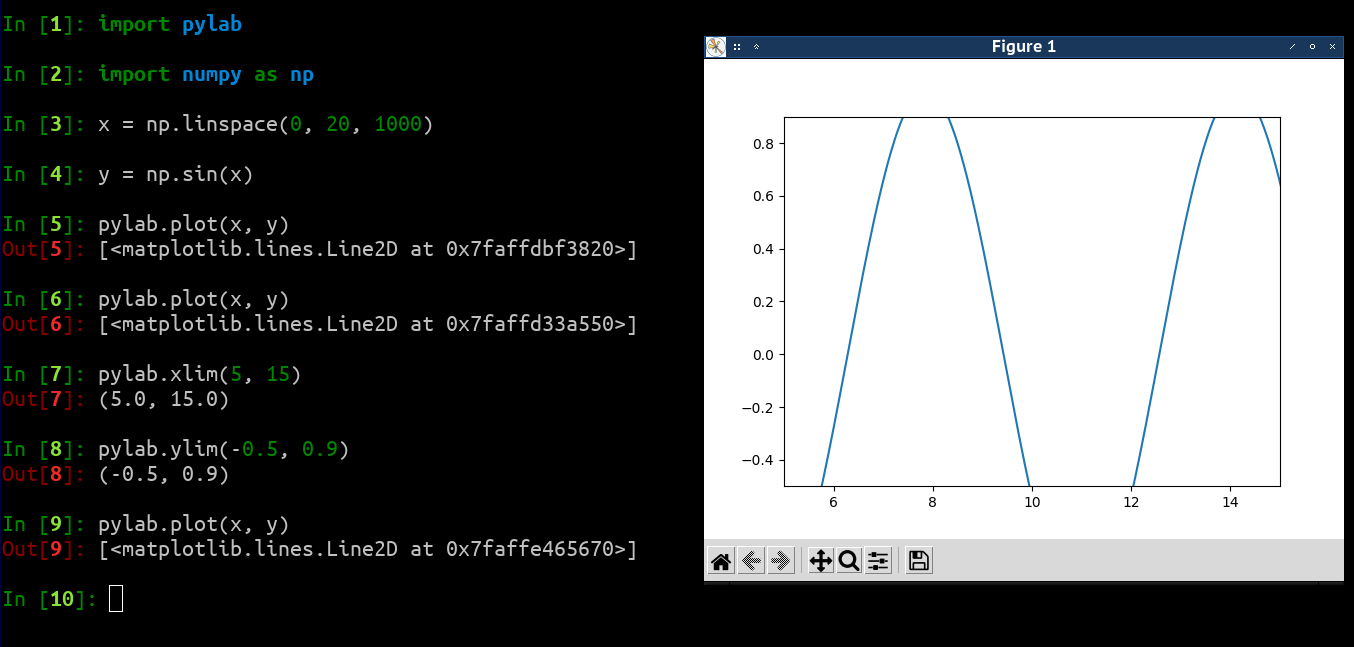 In [1]: import pylab
In [2]: import numpy as np
In [3]: x = np.linspace(0, 20, 1000)
In [4]: y = np.sin(x)
In [5]: pylab.plot(x, y)
Out[5]: [<matplotlib.lines.Line2D at 0x7faffdbf3820>]
In [6]: pylab.plot(x, y)
Out[6]: [<matplotlib.lines.Line2D at 0x7faffd33a550>]
In [7]: pylab.xlim(5, 15)
Out[7]: (5.0, 15.0)
In [8]: pylab.ylim(-0.5, 0.9)
Out[8]: (-0.5, 0.9)
In [9]: pylab.plot(x, y)
Out[9]: [<matplotlib.lines.Line2D at 0x7faffe465670>]
In [10]:
Figure 1
0.8
0.6
0.4
0.2
0.0
−0.2
−0.4
6 8 10 12 14